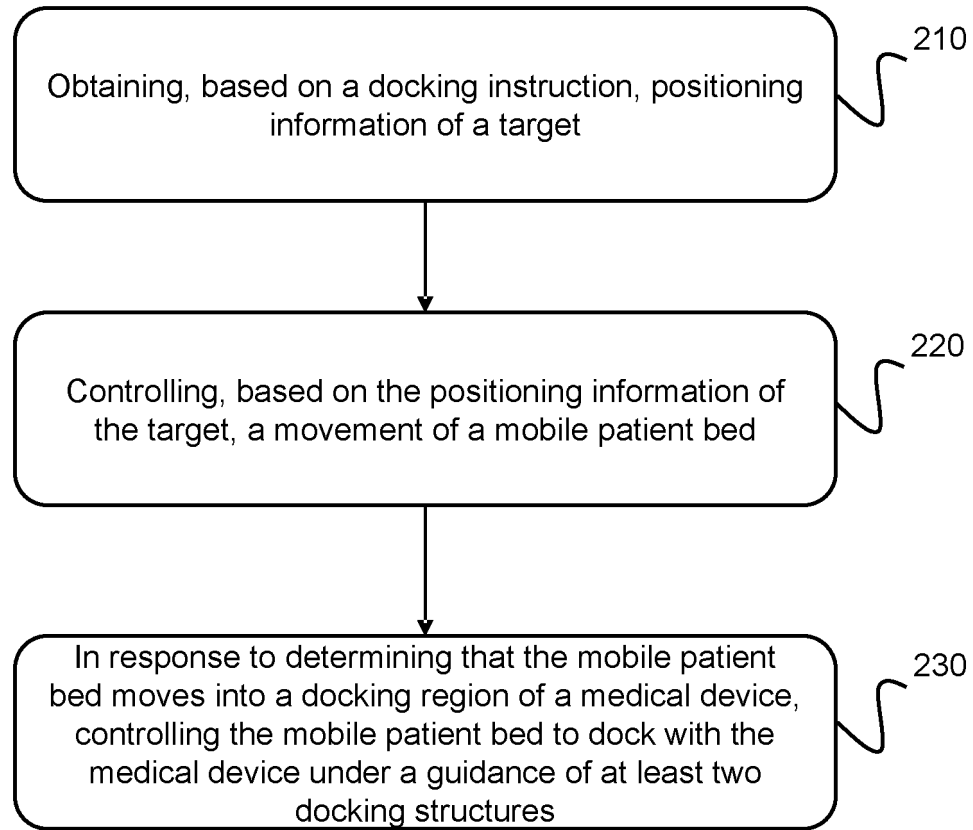 210
Obtaining, based on a docking instruction, positioning
information of a target
220
Controlling, based on the positioning information of
the target, a movement of a mobile patient bed
230
In response to determining that the mobile patient
bed moves into a docking region of a medical device,
controlling the mobile patient bed to dock with the
medical device under a guidance of at least two
docking structures